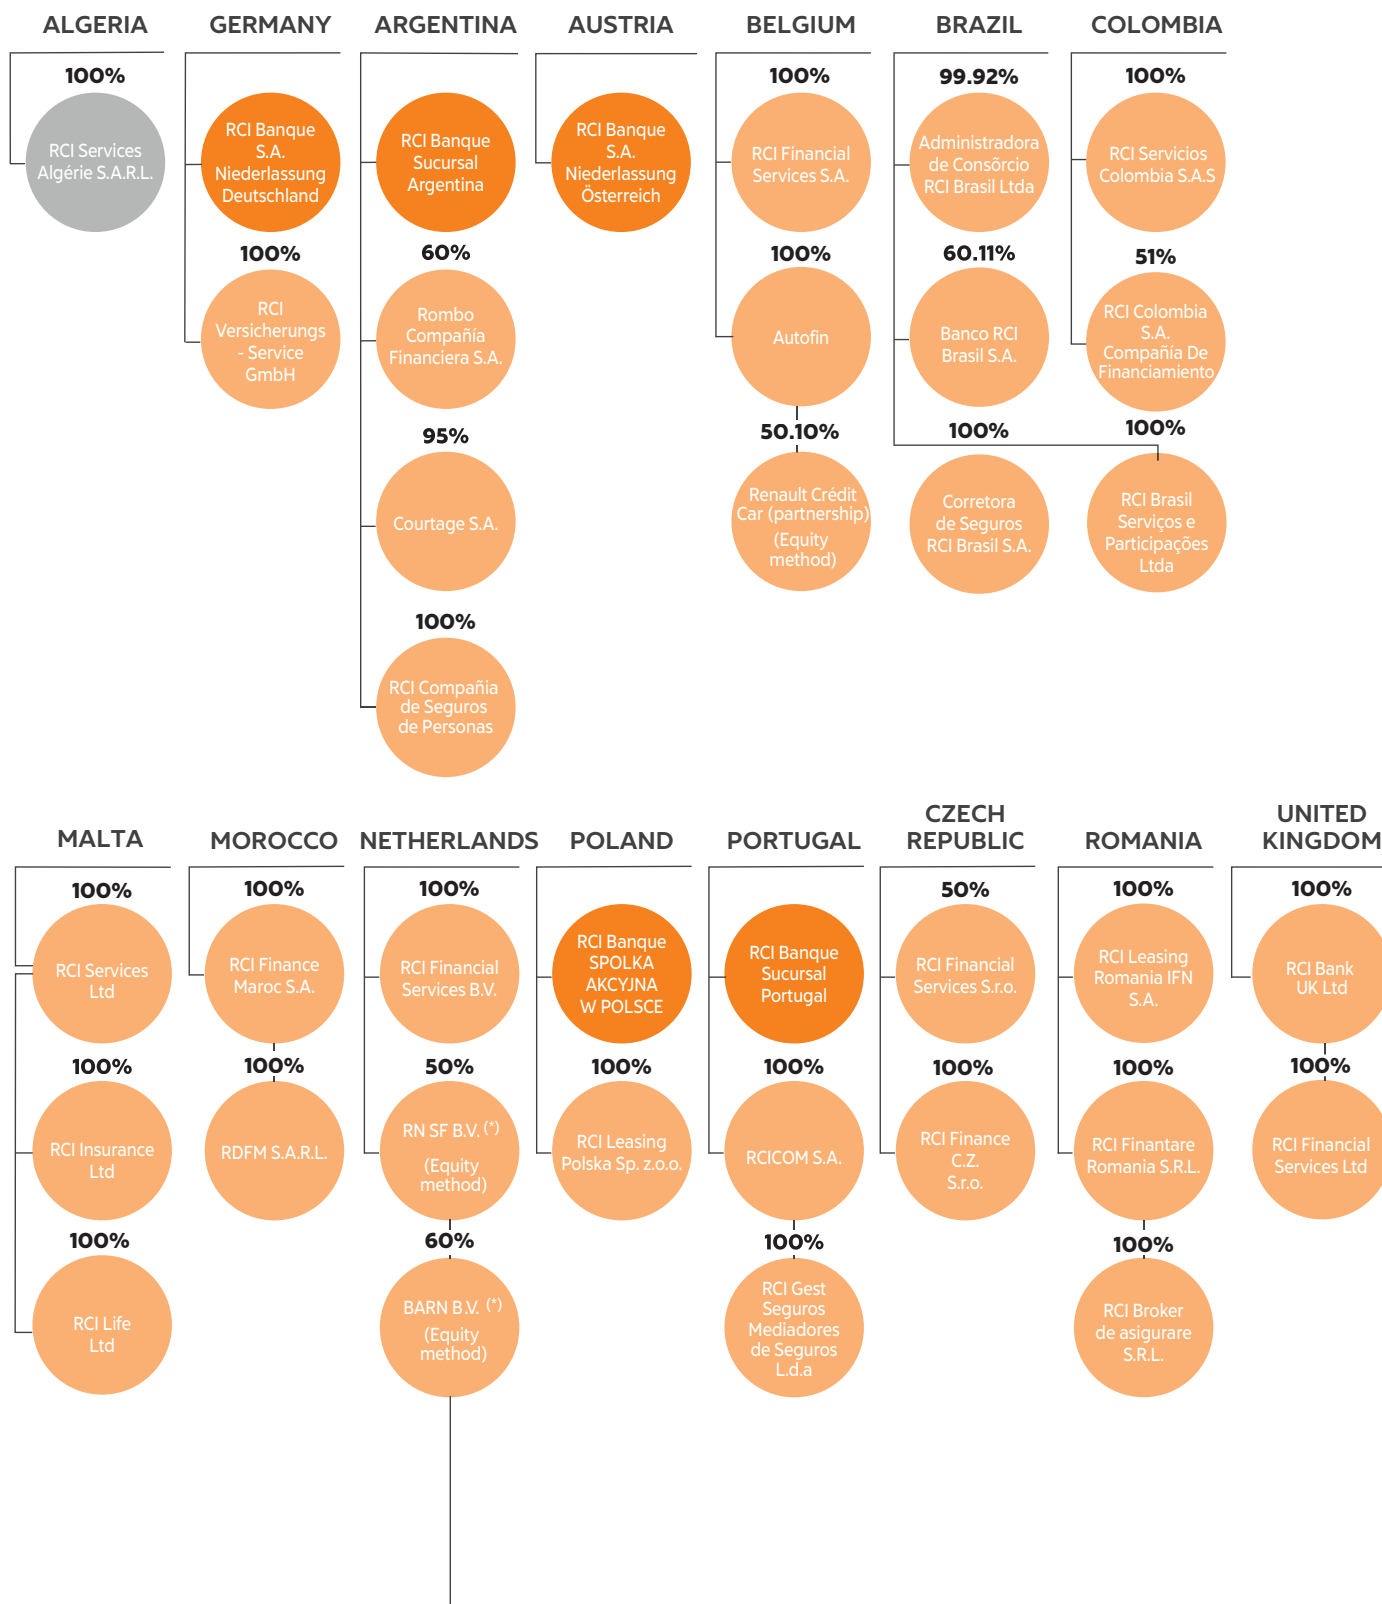 ALGERIA
100%
RCI Services
Algérie S.A.R.L.
GERMANY
RCI Banque
S.A.
Niederlassung
Deutschland
100%
RCI
Versicherungs
- Service
GmbH
ARGENTINA
RCI Banque
Sucursal
Argentina
60%
Rombo
Compañía
Financiera S.A.
95%
Courtage S.A.
100%
RCI Compañia
de Seguros
de Personas
AUSTRIA
RCI Banque
S.A.
Niederlassung
Österreich
BELGIUM
100%
RCI Financial
Services S.A.
100%
Autofin
50.10%
Renault Crédit
Car (partnership)
(Equity
method)
BRAZIL
99.92%
Administradora
de Consõrcio
RCI Brasil Ltda
60.11%
Banco RCI
Brasil S.A.
100%
Corretora
de Seguros
RCI Brasil S.A.
100%
RCI Brasil
Serviços e
Participações
Ltda
COLOMBIA
100%
RCI Servicios
Colombia S.A.S
51%
RCI Colombia
S.A.
Compañía De
Financiamiento
MALTA
100%
RCI Services
Ltd
100%
RCI Insurance
Ltd
100%
RCI Life
Ltd
MOROCCO
100%
RCI Finance
Maroc S.A.
100%
RDFM S.A.R.L.
NETHERLANDS
100%
RCI Financial
Services B.V.
50%
RN SF B.V. (*)
(Equity
method)
60%
BARN B.V. (*)
(Equity
method)
POLAND
RCI Banque
SPOLKA
AKCYJNA
W POLSCE
100%
RCI Leasing
Polska Sp. z.o.o.
PORTUGAL
RCI Banque
Sucursal
Portugal
100%
RCICOM S.A.
100%
RCI Gest
Seguros
Mediadores
de Seguros
L.d.a
CZECH
REPUBLIC
50%
RCI Financial
Services S.r.o.
100%
RCI Finance
C.Z.
S.r.o.
ROMANIA
100%
RCI Leasing
Romania IFN
S.A.
100%
RCI Finantare
Romania S.R.L.
100%
RCI Broker
de asigurare
S.R.L.
UNITED
KINGDOM
100%
RCI Bank
UK Ltd
100%
RCI Financial
Services Ltd